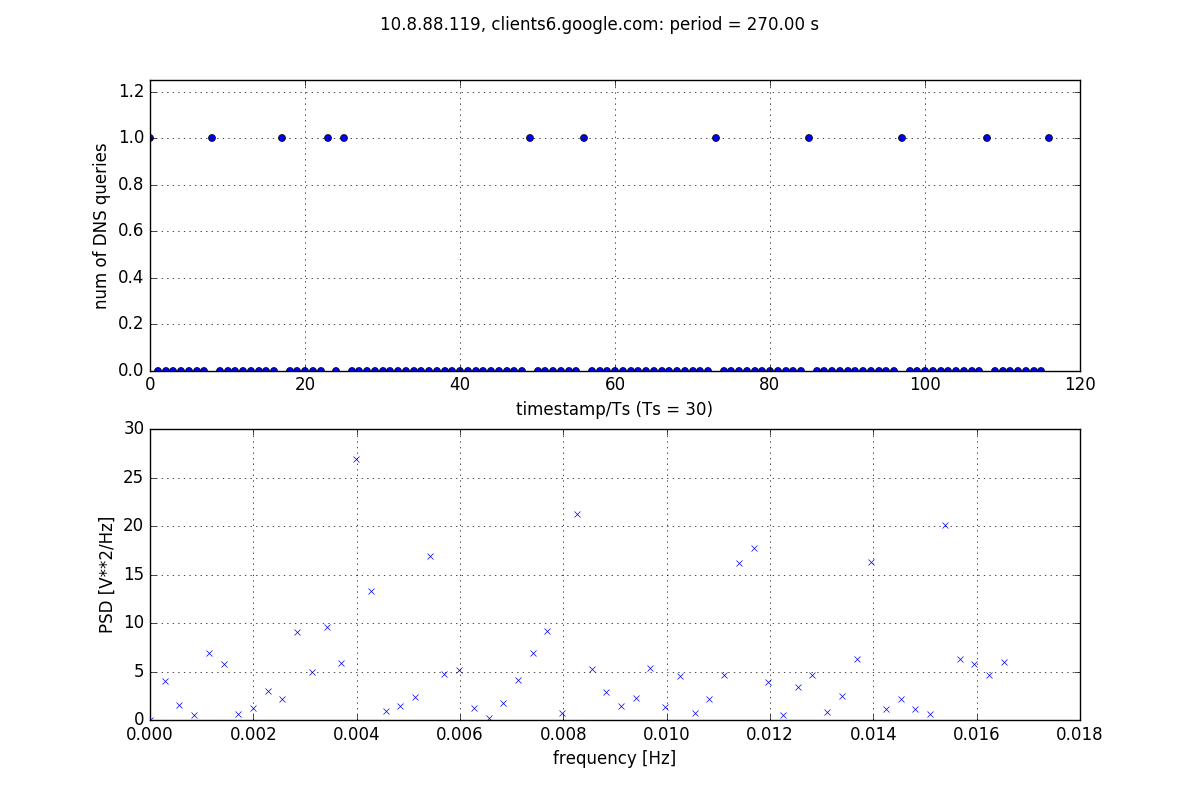 10.8.88.119, clients6.google.com: period = 270.00 s
1.2
1.0
0.8
0.6
0.4
0.2
0.0
num of DNS queries
0 20 40 60 80 100 120
timestamp/Ts (Ts = 30)
30
25
20
15
10
5
0
PSD [V**2/Hz]
0.000 0.002 0.004 0.006 0.008 0.010 0.012 0.014 0.016 0.018
frequency [Hz]